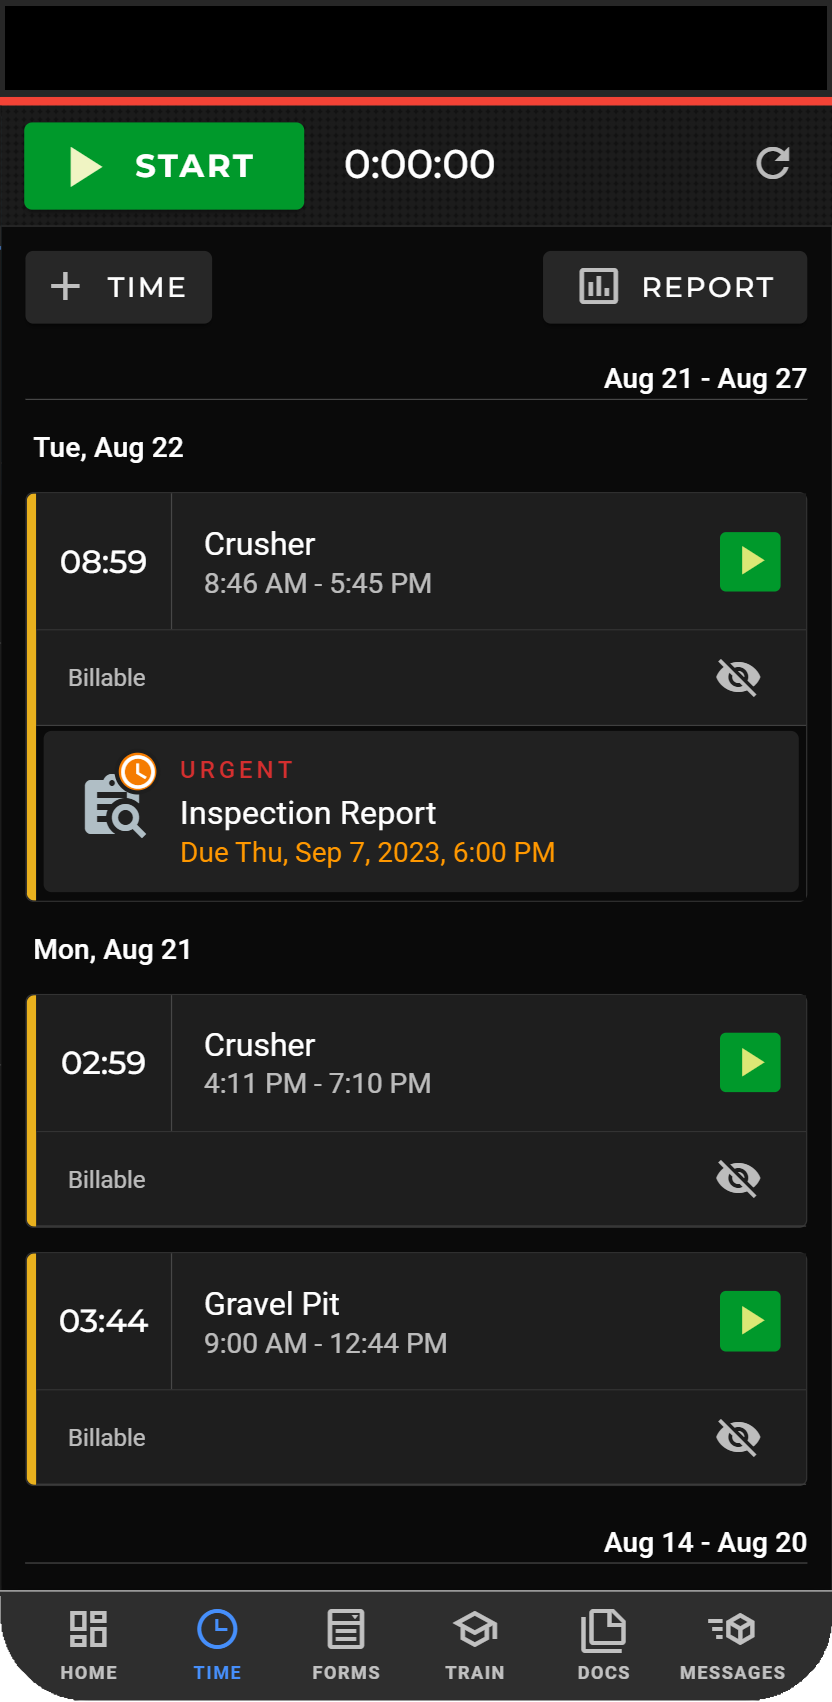 START
0:00:00
TIME
REPORT
Aug 21 - Aug 27
Tue, Aug 22
08:59
Crusher
8:46 AM - 5:45 PM
Billable
URGENT
Inspection Report
Due Thu, Sep 7, 2023, 6:00 PM
Mon, Aug 21
02:59
Crusher
4:11 PM - 7:10 PM
Billable
03:44
Gravel Pit
9:00 AM - 12:44 PM
Billable
Aug 14 - Aug 20
HOME
TIME
FORMS
TRAIN
DOCS
MESSAGES